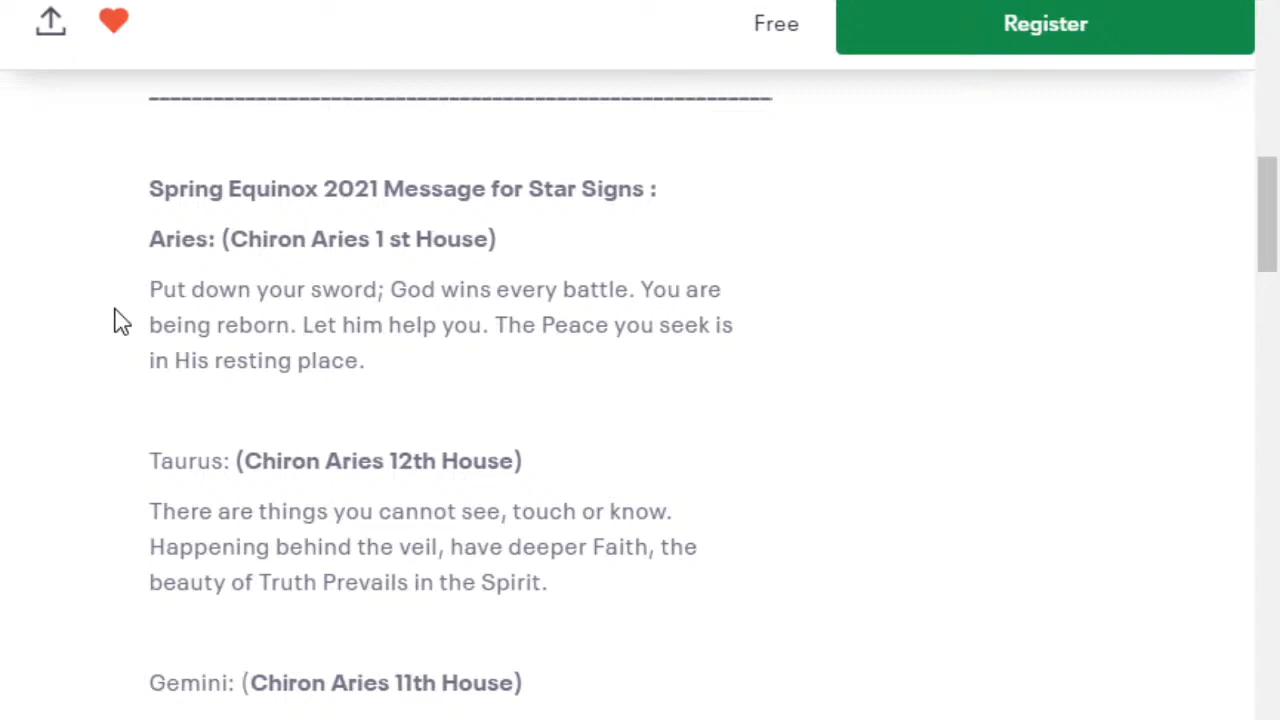 Free
Register
Spring Equinox 2021 Message for Star Signs :
Aries: (Chiron Aries 1 st House)
Put down your sword; God wins every battle. You are
being reborn. Let him help you. The Peace you seek is
in His resting place.
Taurus: (Chiron Aries 12th House)
There are things you cannot see, touch or know.
Happening behind the veil, have deeper Faith, the
beauty of Truth Prevails in the Spirit.
Gemini: (Chiron Aries 11th House)